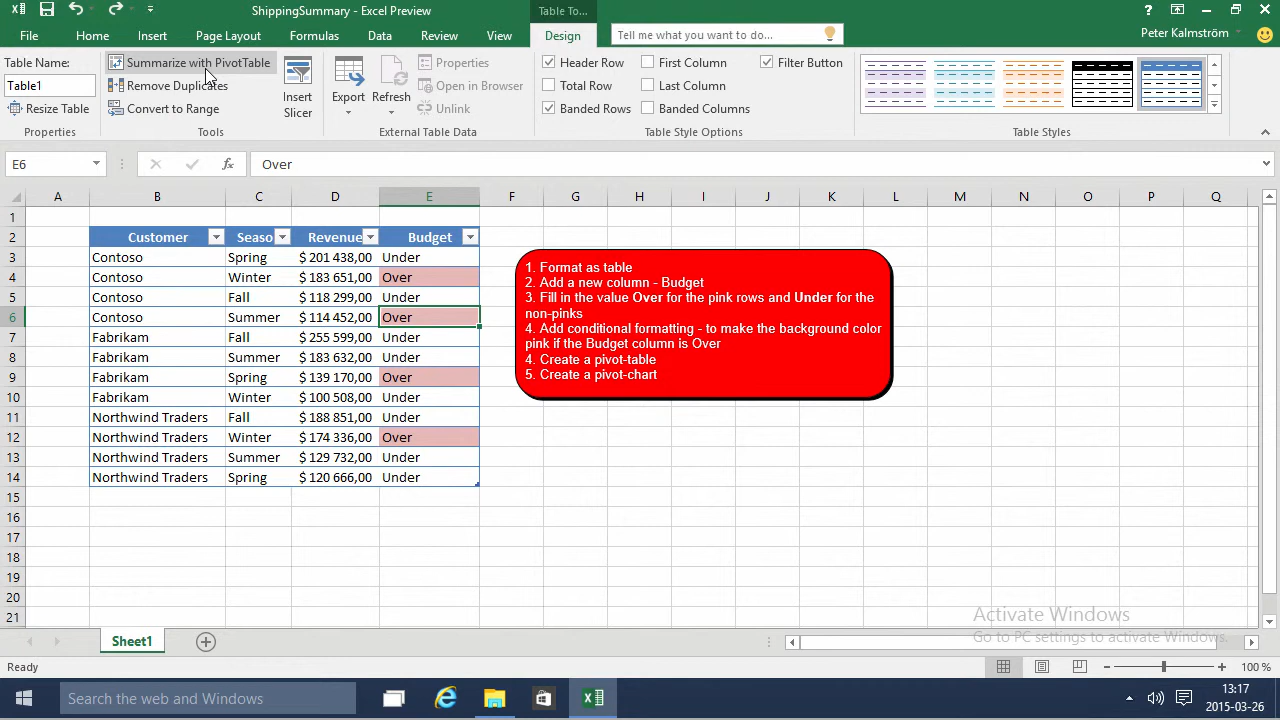 ShippingSummary - Excel Preview
Table To...
File Home Insert Page Layout Formulas Data Review View Design
Tell me what you want to do...
Peter Kalmström
Table Name:
Table1
Resize Table
Properties
Summarize with PivotTable
Remove Duplicates
Convert to Range
Tools
Insert
Slicer
Export
Refresh
Properties
Open in Browser
Unlink
External Table Data
Header Row
Total Row
Banded Rows
First Column
Last Column
Banded Columns
Filter Button
Table Style Options
Table Styles
E6
fx
Over
A B C D E F G H I J K L M N O P Q
1
2 Customer Seaso Revenue Budget
3 Contoso Spring $ 201 438,00 Under
4 Contoso Winter $ 183 651,00 Over
5 Contoso Fall $ 118 299,00 Under
6 Contoso Summer $ 114 452,00 Over
7 Fabrikam Fall $ 255 599,00 Under
8 Fabrikam Summer $ 183 632,00 Under
9 Fabrikam Spring $ 139 170,00 Over
10 Fabrikam Winter $ 100 508,00 Under
11 Northwind Traders Fall $ 188 851,00 Under
12 Northwind Traders Winter $ 174 336,00 Over
13 Northwind Traders Summer $ 129 732,00 Under
14 Northwind Traders Spring $ 120 666,00 Under
15
16
17
18
19
20
21
1. Format as table
2. Add a new column - Budget
3. Fill in the value Over for the pink rows and Under for the
non-pinks
4. Add conditional formatting - to make the background color
pink if the Budget column is Over
4. Create a pivot-table
5. Create a pivot-chart
Activate Windows
Go to PC settings to activate Windows.
Sheet1
Ready
100 %
Search the web and Windows
13:17
2015-03-26